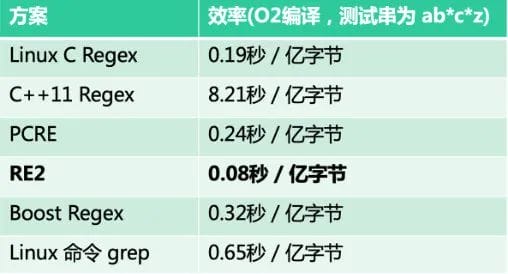 方案 效率(O2编译，测试串为 ab*c*z)
Linux C Regex 0.19秒 / 亿字节
C++11 Regex 8.21秒 / 亿字节
PCRE 0.24秒 / 亿字节
RE2 0.08秒 / 亿字节
Boost Regex 0.32秒 / 亿字节
Linux 命令 grep 0.65秒 / 亿字节